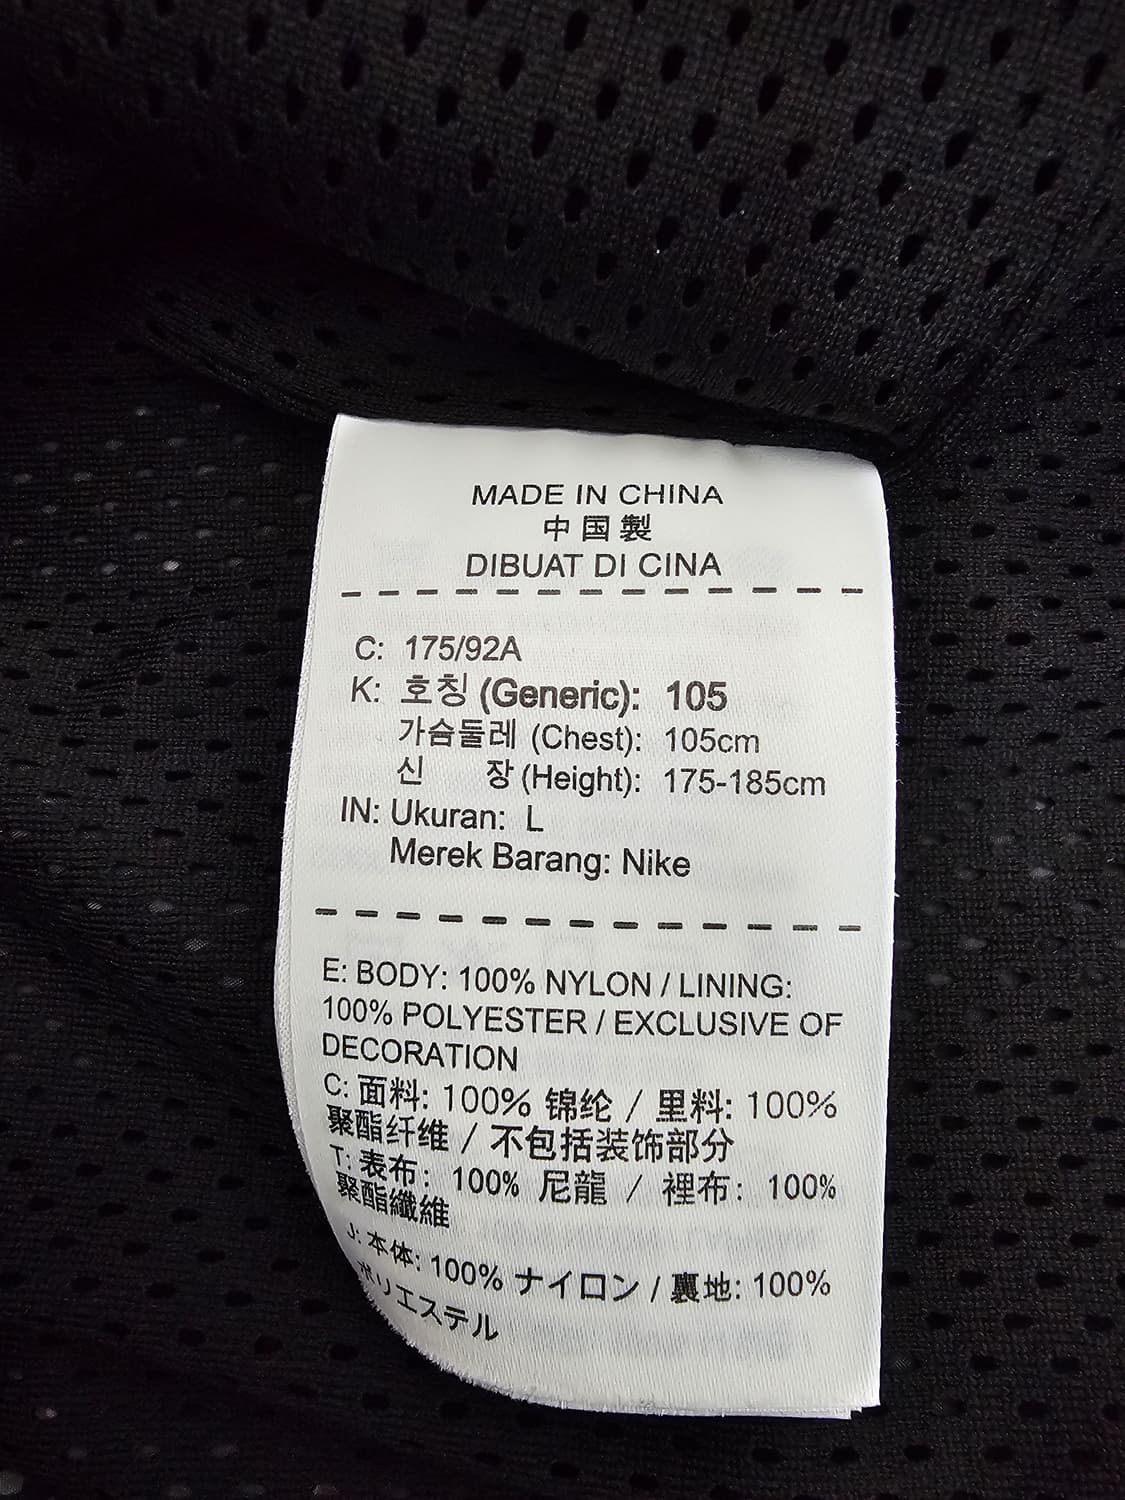 MADE IN CHINA
中国製
DIBUAT DI CINA
C: 175/92A
K: 호칭 (Generic): 105
가슴둘레 (Chest): 105cm
신 장 (Height): 175-185cm
IN: Ukuran: L
Merek Barang: Nike
E: BODY: 100% NYLON / LINING:
100% POLYESTER / EXCLUSIVE OF
DECORATION
C: 面料: 100% 锦纶 / 里料: 100%
聚酯纤维 / 不包括装饰部分
T: 表布: 100% 尼龍 / 裡布: 100%
聚酯纖維
J: 本体: 100% ナイロン / 裏地: 100%
ポリエステル